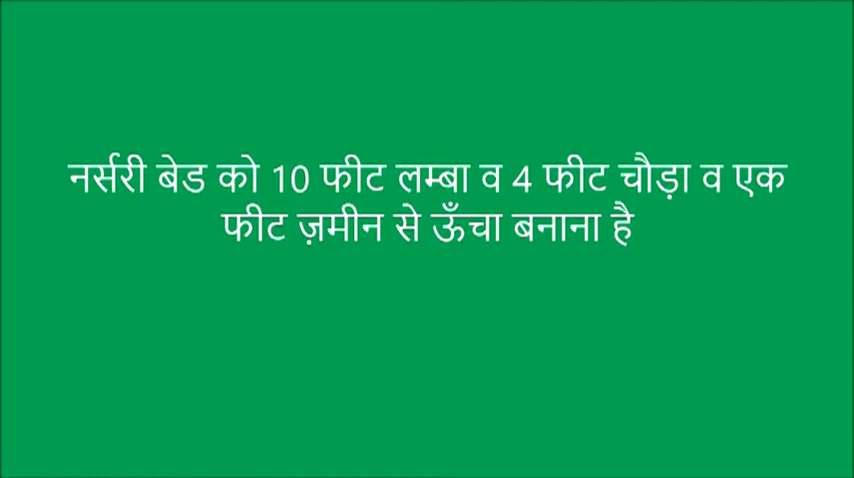 नर्सरी बेड को 10 फीट लम्बा व 4 फीट चौड़ा व एक
फीट ज़मीन से ऊँचा बनाना है